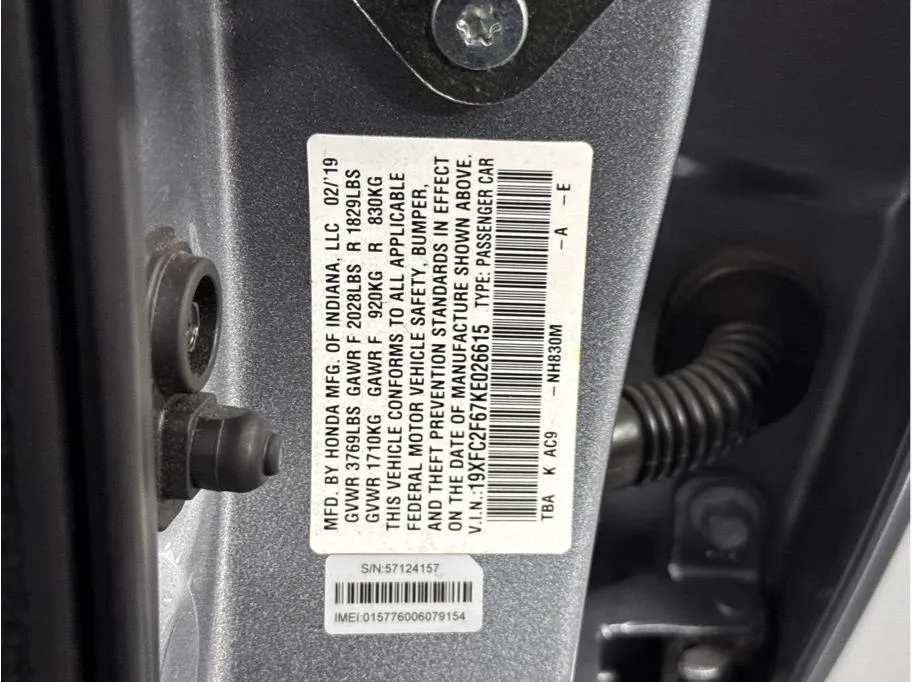 MFD. BY HONDA MFG. OF INDIANA, LLC 02/'19
GVWR 3769LBS GAWR F 2028LBS R 1829LBS
GVWR 1710KG GAWR F 920KG R 830KG
THIS VEHICLE CONFORMS TO ALL APPLICABLE
FEDERAL MOTOR VEHICLE SAFETY, BUMPER,
AND THEFT PREVENTION STANDARDS IN EFFECT
ON THE DATE OF MANUFACTURE SHOWN ABOVE.
V.I.N.:19XFC2F67KE026615 TYPE: PASSENGER CAR
TBA K AC9 - NH830M - A - E
S/N:57124157
IMEI:015776006079154